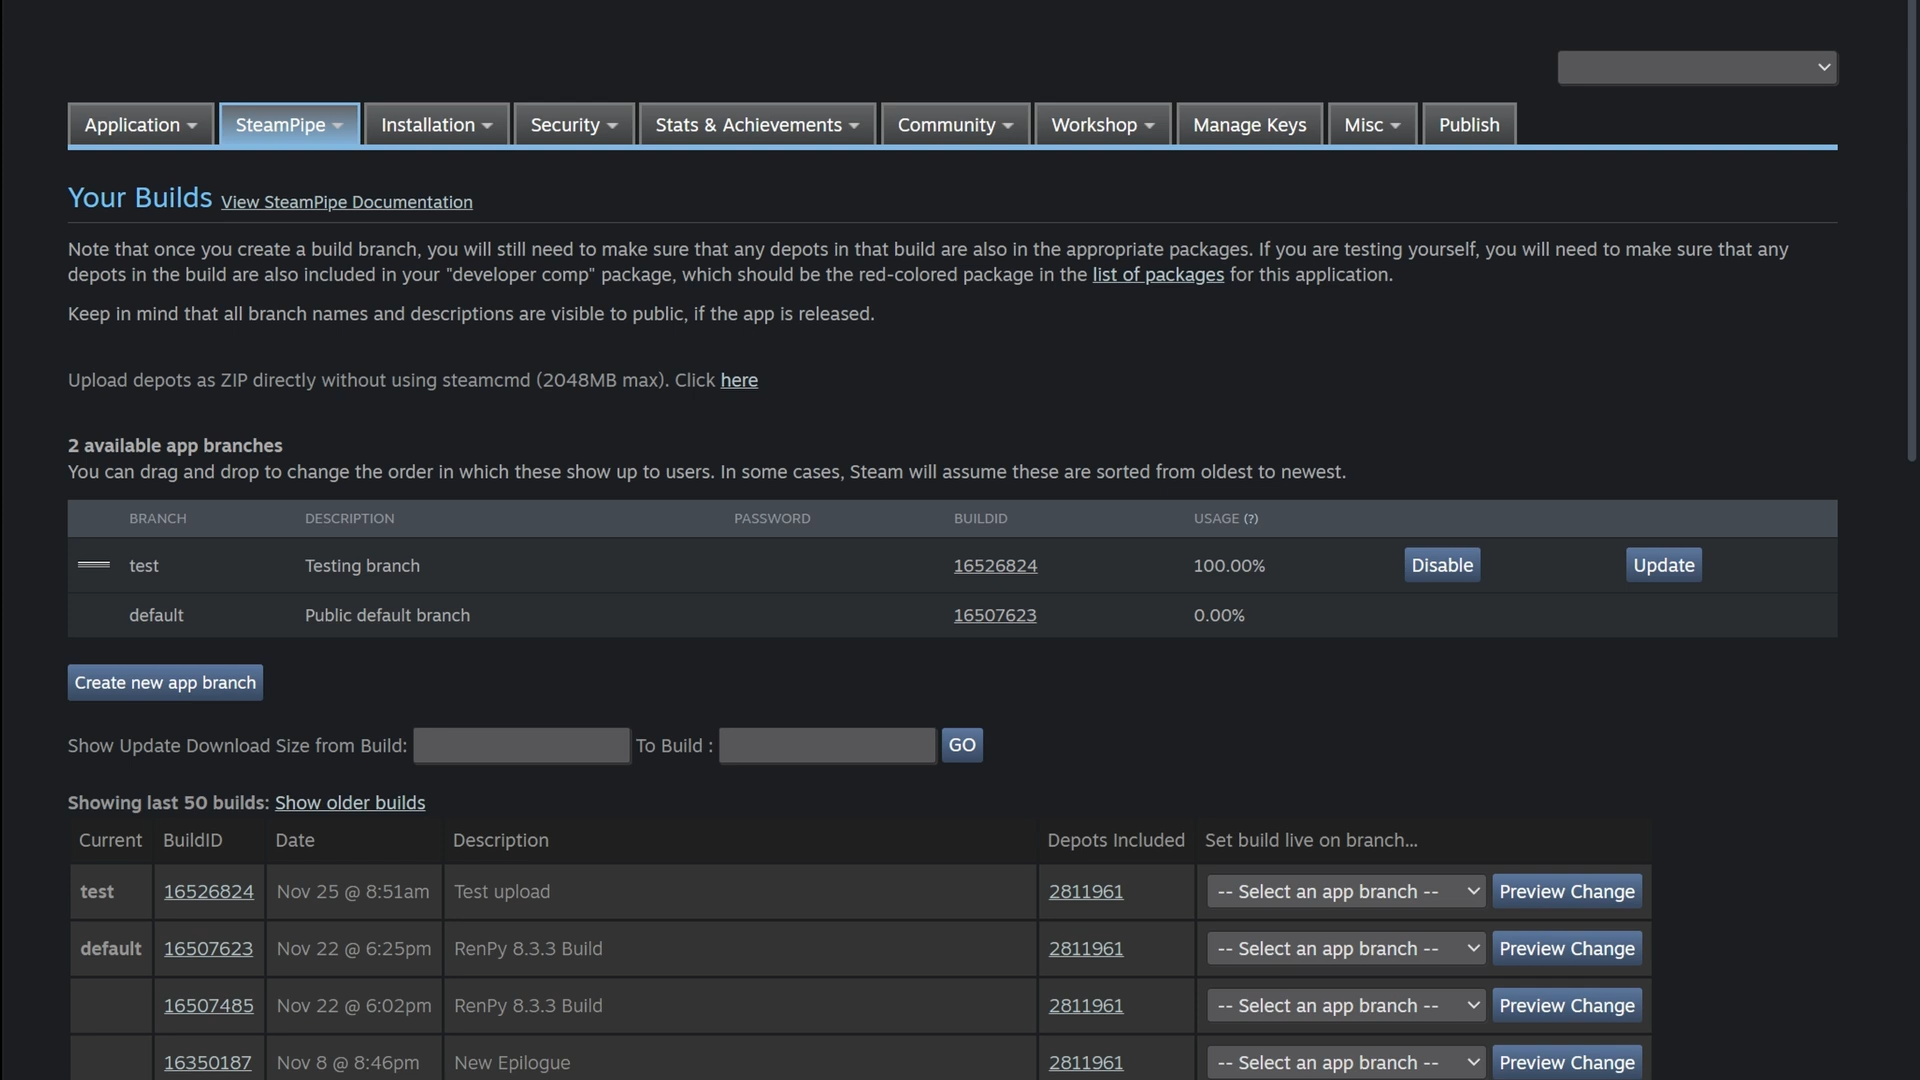 Application SteamPipe Installation Security Stats & Achievements Community Workshop Manage Keys Misc Publish
Your Builds View SteamPipe Documentation
Note that once you create a build branch, you will still need to make sure that any depots in that build are also in the appropriate packages. If you are testing yourself, you will need to make sure that any
depots in the build are also included in your "developer comp" package, which should be the red-colored package in the list of packages for this application.
Keep in mind that all branch names and descriptions are visible to public, if the app is released.
Upload depots as ZIP directly without using steamcmd (2048MB max). Click here
2 available app branches
You can drag and drop to change the order in which these show up to users. In some cases, Steam will assume these are sorted from oldest to newest.
BRANCH DESCRIPTION PASSWORD BUILDID USAGE (?)
test Testing branch 16526824 100.00% Disable Update
default Public default branch 16507623 0.00%
Create new app branch
Show Update Download Size from Build: To Build : GO
Showing last 50 builds: Show older builds
Current BuildID Date Description Depots Included Set build live on branch...
test 16526824 Nov 25 @ 8:51am Test upload 2811961 -- Select an app branch -- Preview Change
default 16507623 Nov 22 @ 6:25pm RenPy 8.3.3 Build 2811961 -- Select an app branch -- Preview Change
16507485 Nov 22 @ 6:02pm RenPy 8.3.3 Build 2811961 -- Select an app branch -- Preview Change
16350187 Nov 8 @ 8:46pm New Epilogue 2811961 -- Select an app branch -- Preview Change